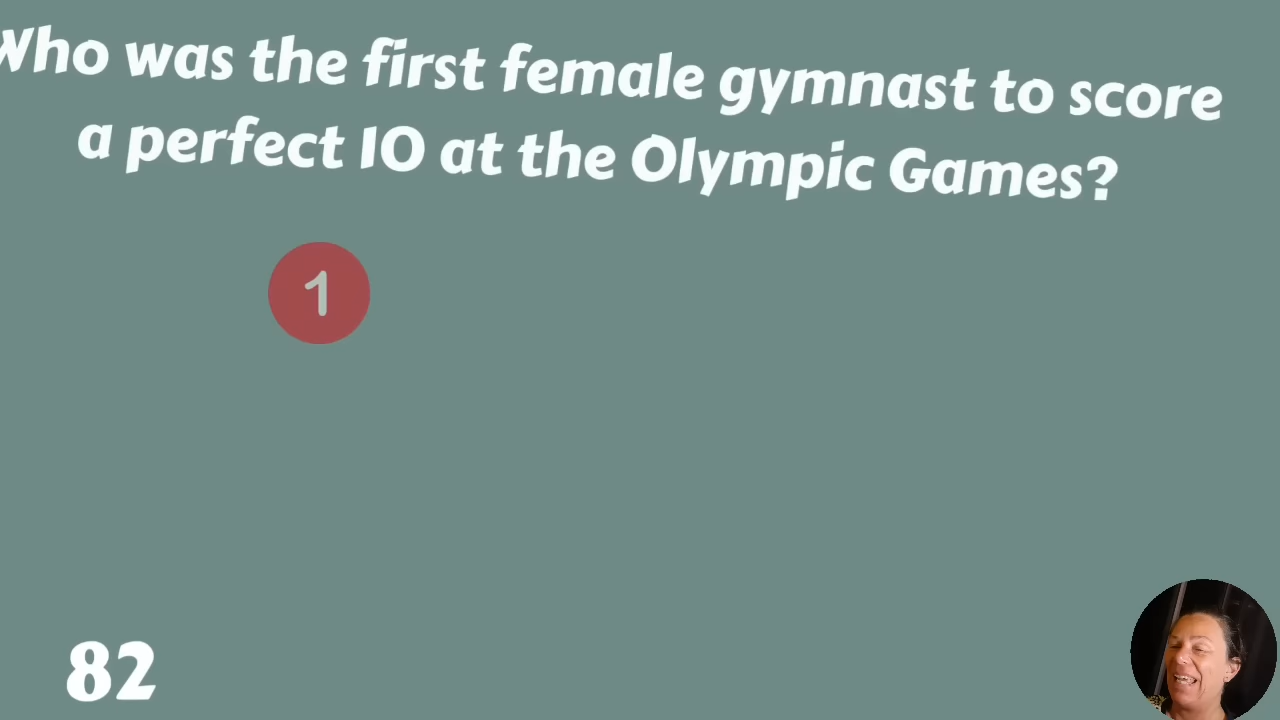 Who was the first female gymnast to score
a perfect 10 at the Olympic Games?
1
82